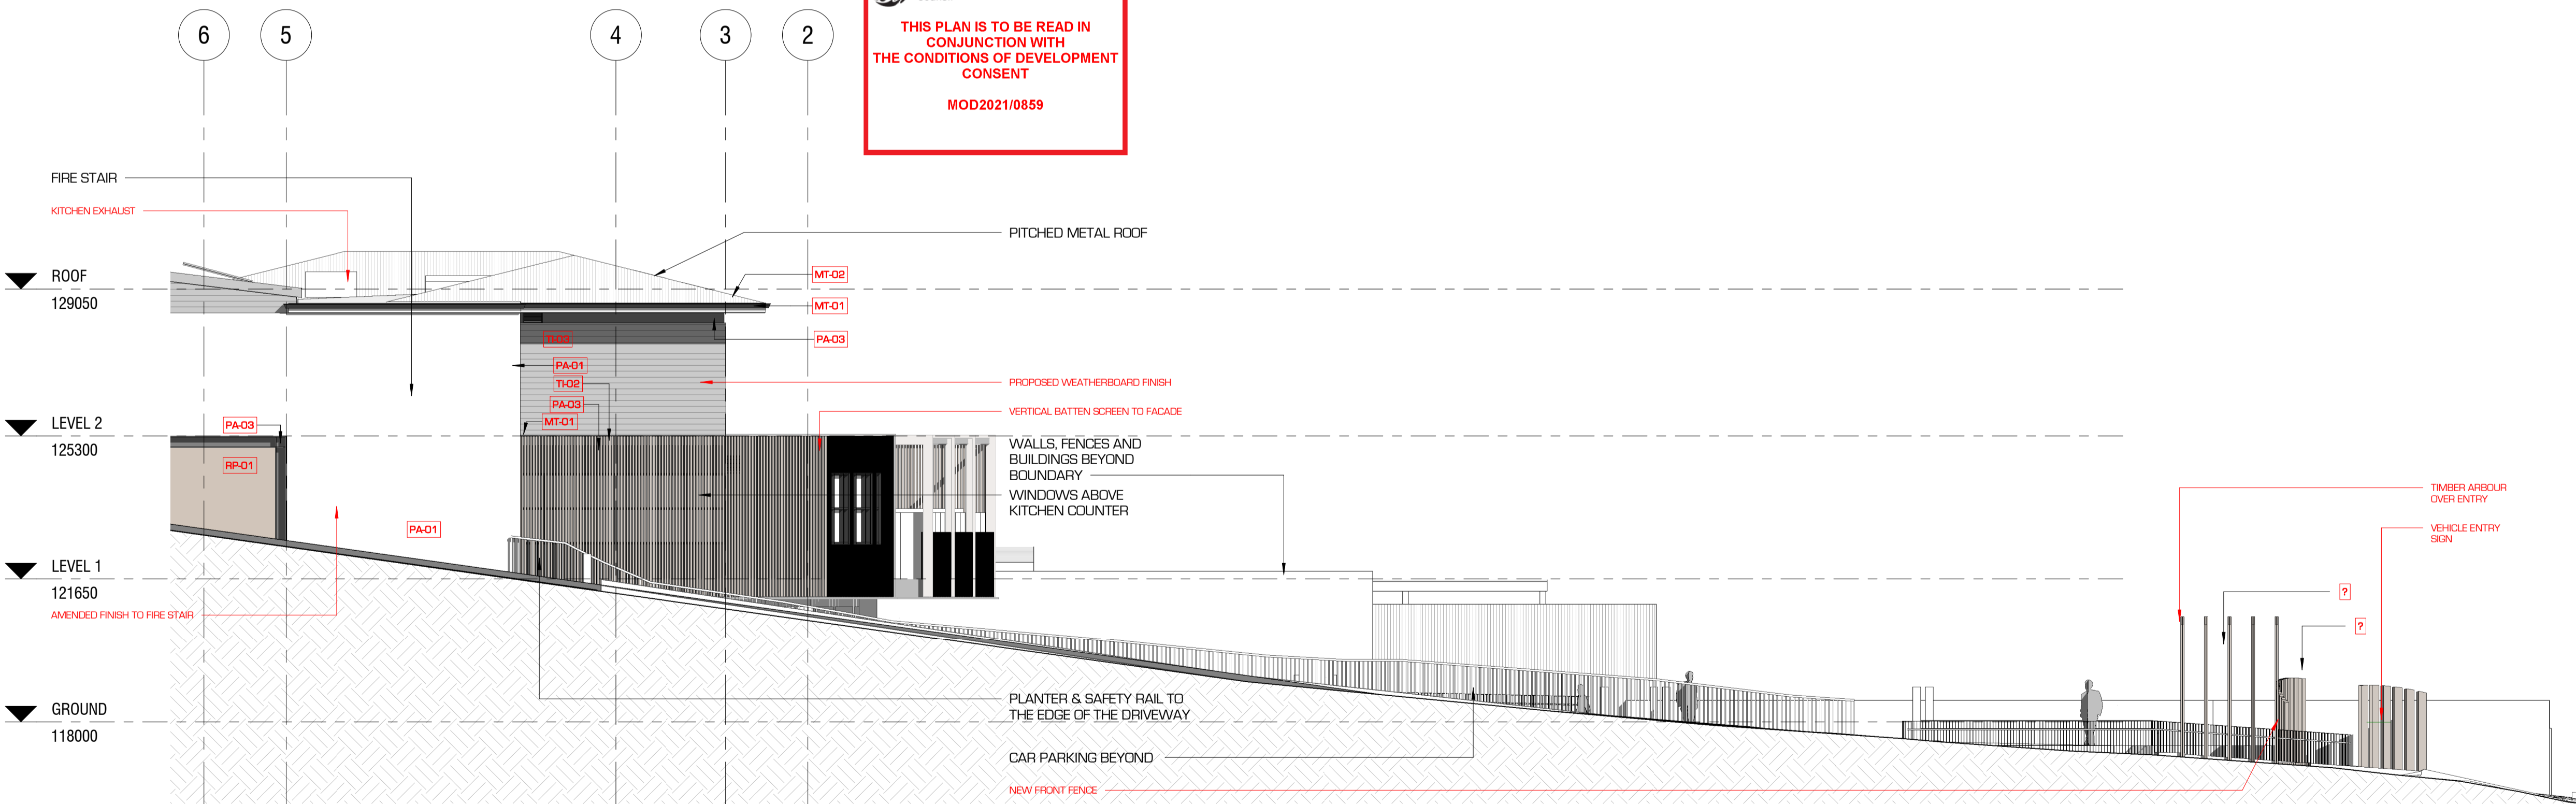 6
5
4
3
2
THIS PLAN IS TO BE READ IN
CONJUNCTION WITH
THE CONDITIONS OF DEVELOPMENT
CONSENT
MOD2021/0859
FIRE STAIR
KITCHEN EXHAUST
PITCHED METAL ROOF
ROOF
129050
MT-02
MT-01
TI-03
PA-03
PA-01
TI-02
PA-03
MT-01
PROPOSED WEATHERBOARD FINISH
VERTICAL BATTEN SCREEN TO FACADE
LEVEL 2
125300
PA-03
RP-01
WALLS, FENCES AND
BUILDINGS BEYOND
BOUNDARY
WINDOWS ABOVE
KITCHEN COUNTER
PA-01
TIMBER ARBOUR
OVER ENTRY
VEHICLE ENTRY
SIGN
LEVEL 1
121650
AMENDED FINISH TO FIRE STAIR
?
?
GROUND
118000
PLANTER & SAFETY RAIL TO
THE EDGE OF THE DRIVEWAY
CAR PARKING BEYOND
NEW FRONT FENCE